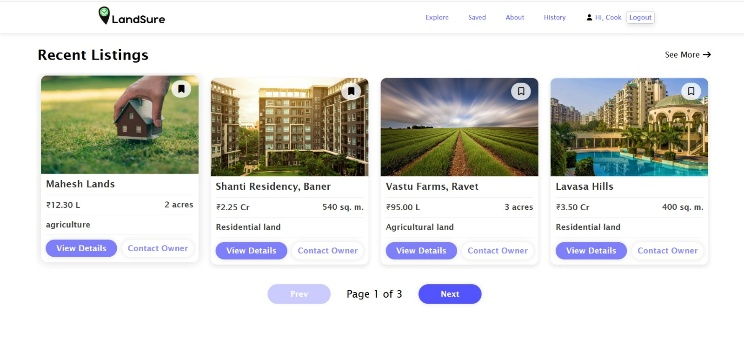 LandSure
Explore Saved About History Hi, Cook Logout
Recent Listings
See More →
Mahesh Lands
₹12.30 L 2 acres
agriculture
View Details Contact Owner
Shanti Residency, Baner
₹2.25 Cr 540 sq. m.
Residential land
View Details Contact Owner
Vastu Farms, Ravet
₹95.00 L 3 acres
Agricultural land
View Details Contact Owner
Lavasa Hills
₹3.50 Cr 400 sq. m.
Residential land
View Details Contact Owner
Prev Page 1 of 3 Next